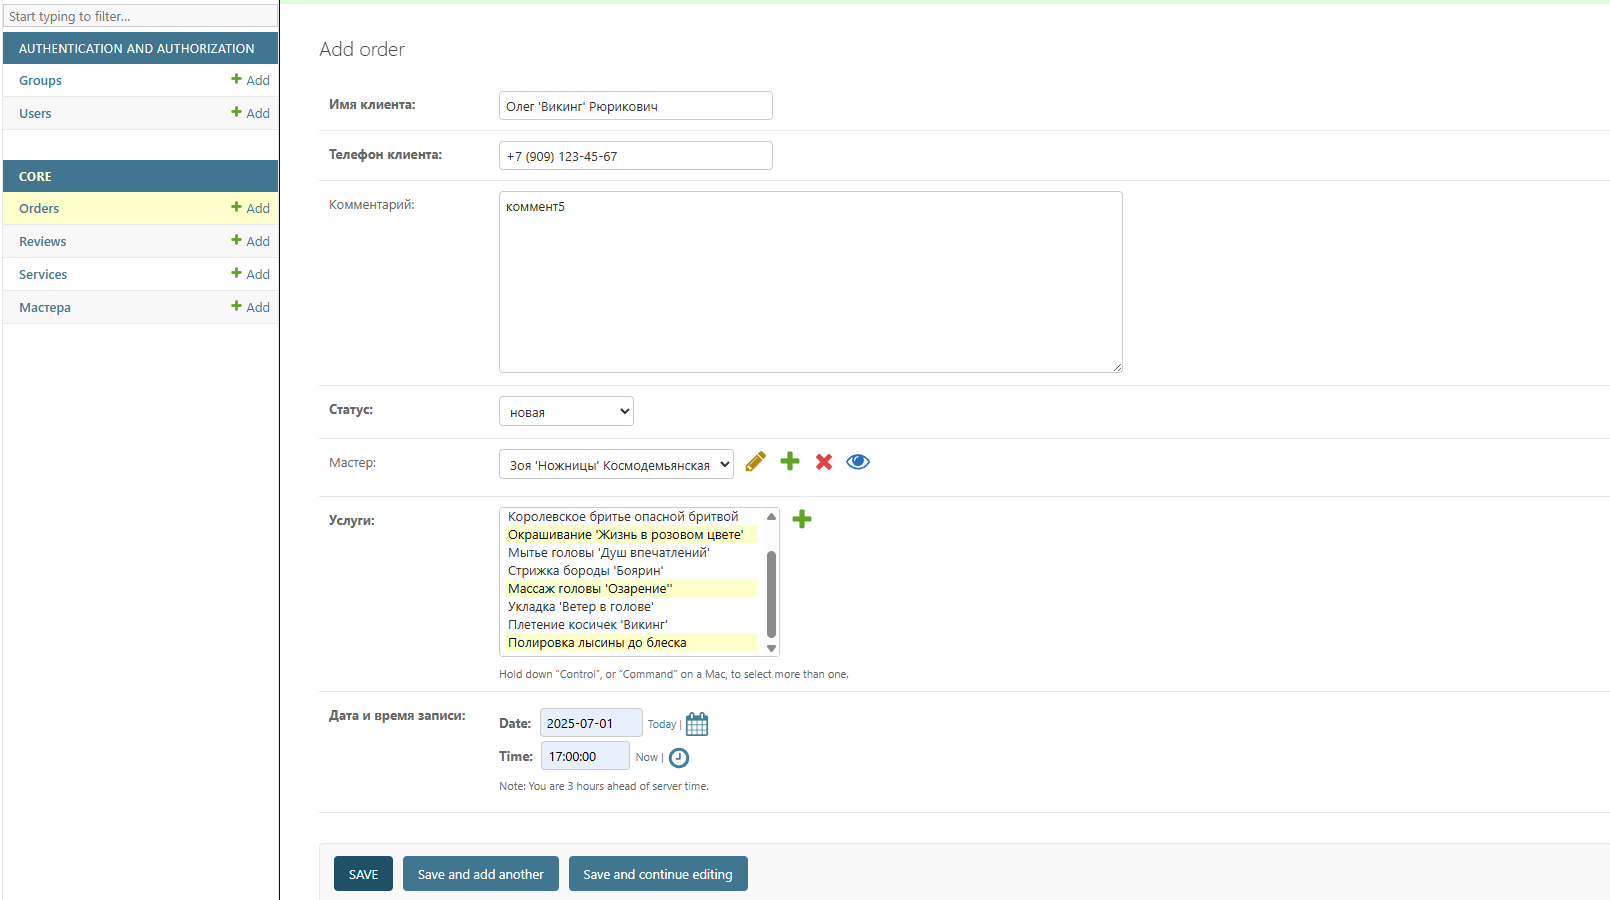 Start typing to filter...
AUTHENTICATION AND AUTHORIZATION
Groups Add
Users Add
CORE
Orders Add
Reviews Add
Services Add
Мастера Add
Add order
Имя клиента: Олег 'Викинг' Рюрикович
Телефон клиента: +7 (909) 123-45-67
Комментарий: коммент5
Статус: новая
Мастер: Зоя 'Ножницы' Космодемьянская
Услуги: Королевское бритье опасной бритвой
Окрашивание 'Жизнь в розовом цвете'
Мытье головы 'Душ впечатлений'
Стрижка бороды 'Боярин'
Массаж головы 'Озарение''
Укладка 'Ветер в голове'
Плетение косичек 'Викинг'
Полировка лысины до блеска
Hold down “Control”, or “Command” on a Mac, to select more than one.
Дата и время записи: Date: 2025-07-01 Today |
Time: 17:00:00 Now |
Note: You are 3 hours ahead of server time.
SAVE Save and add another Save and continue editing